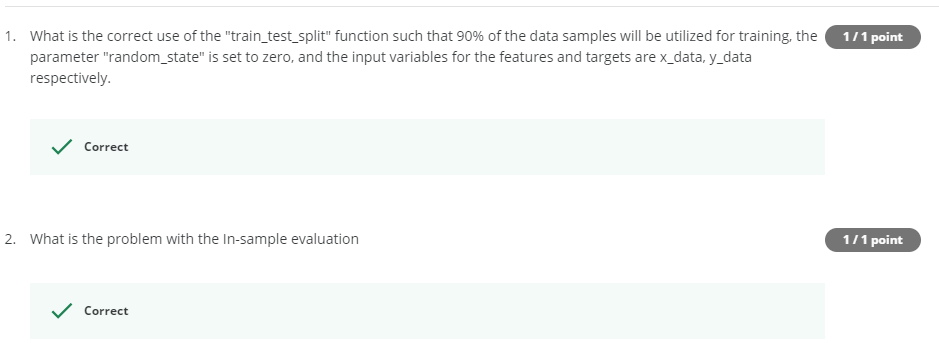 1. What is the correct use of the "train_test_split" function such that 90% of the data samples will be utilized for training, the
parameter "random_state" is set to zero, and the input variables for the features and targets are x_data, y_data
respectively.
1 / 1 point
Correct
2. What is the problem with the In-sample evaluation
1 / 1 point
Correct